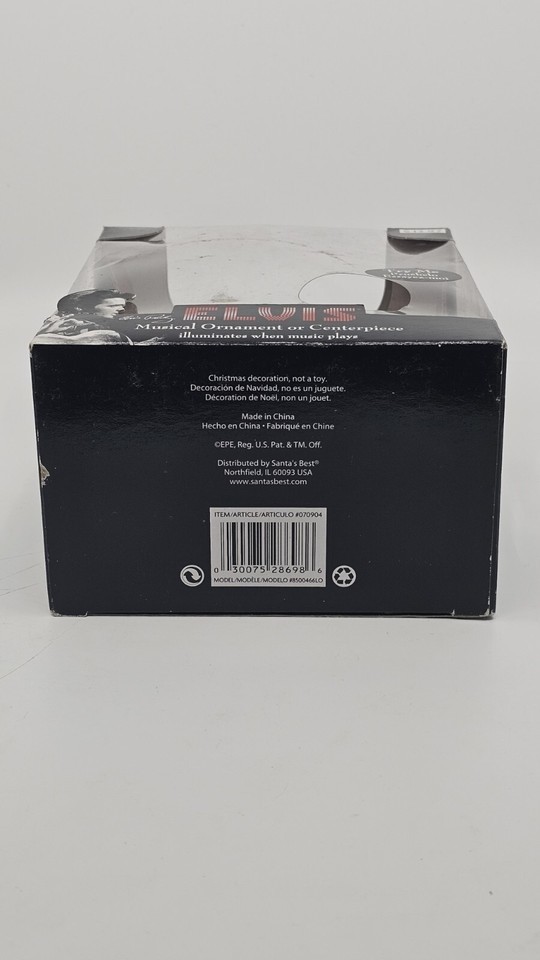 Try Me
ELVIS
Musical Ornament or Centerpiece
illuminates when music plays
Christmas decoration, not a toy.
Decoración de Navidad, no es un juguete.
Décoration de Noël, non un jouet.
Made in China
Hecho en China • Fabriqué en Chine
©EPE, Reg. U.S. Pat. & TM. Off.
Distributed by Santa's Best®
Northfield, IL 60093 USA
www.santasbest.com
ITEM/ARTICLE/ARTICULO #070904
0 30075 28698 6
MODEL/MODÈLE/MODELO #8500466LO